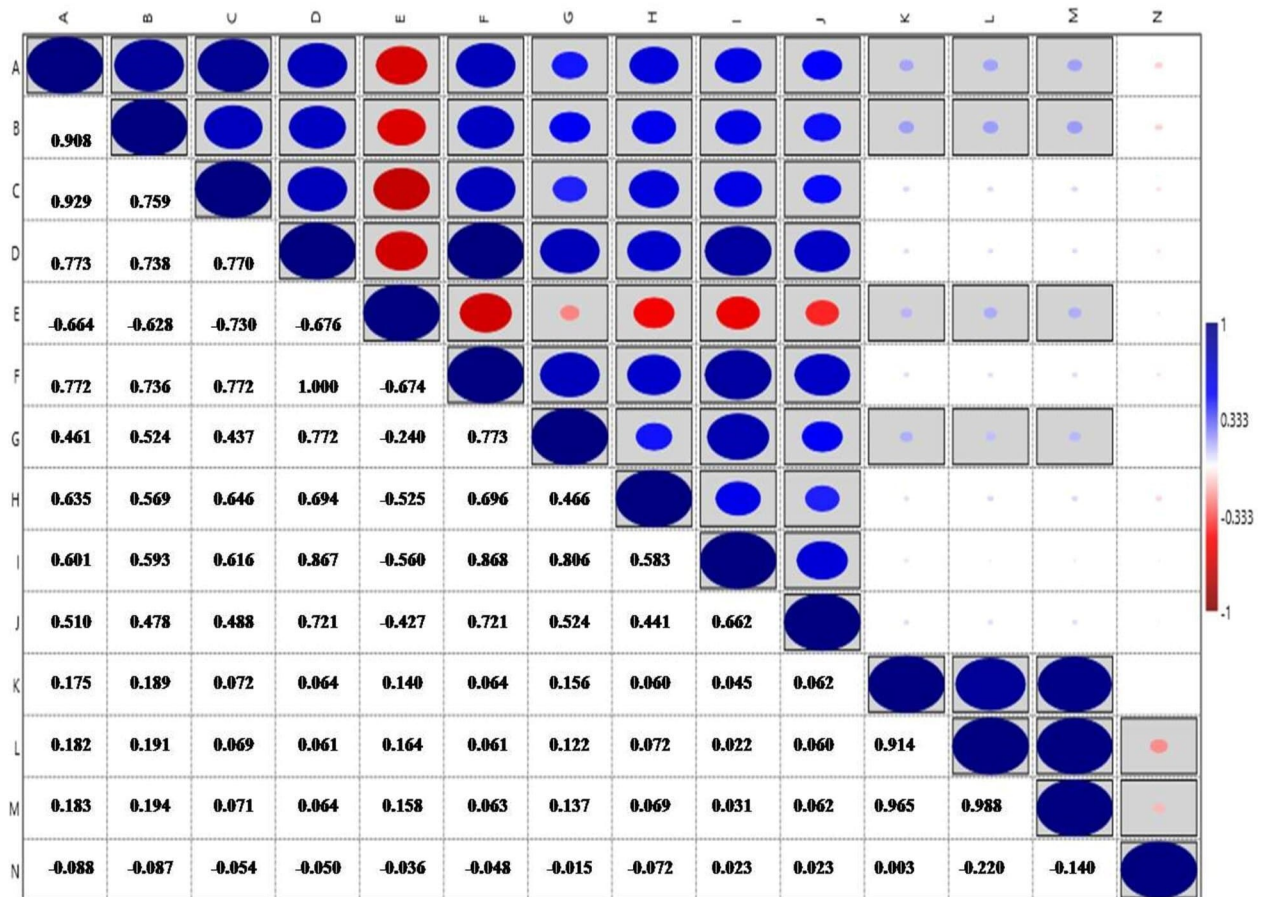 A B C D E F G H I J K L M N
A
B 0.908
C 0.929 0.759
D 0.773 0.738 0.770
E -0.664 -0.628 -0.730 -0.676
F 0.772 0.736 0.772 1.000 -0.674
G 0.461 0.524 0.437 0.772 -0.240 0.773
H 0.635 0.569 0.646 0.694 -0.525 0.696 0.466
I 0.601 0.593 0.616 0.867 -0.560 0.868 0.806 0.583
J 0.510 0.478 0.488 0.721 -0.427 0.721 0.524 0.441 0.662
K 0.175 0.189 0.072 0.064 0.140 0.064 0.156 0.060 0.045 0.062
L 0.182 0.191 0.069 0.061 0.164 0.061 0.122 0.072 0.022 0.060 0.914
M 0.183 0.194 0.071 0.064 0.158 0.063 0.137 0.069 0.031 0.062 0.965 0.988
N -0.088 -0.087 -0.054 -0.050 -0.036 -0.048 -0.015 -0.072 0.023 0.023 0.003 -0.220 -0.140
1
0.333
-0.333
-1